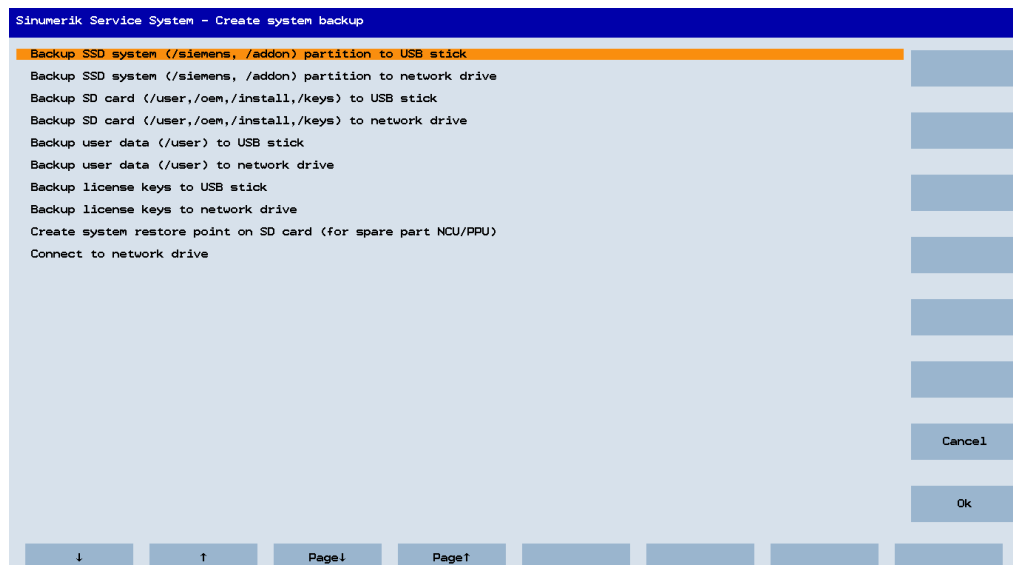 Sinumerik Service System - Create system backup
Backup SSD system (/siemens, /addon) partition to USB stick
Backup SSD system (/siemens, /addon) partition to network drive
Backup SD card (/user,/oem,/install,/keys) to USB stick
Backup SD card (/user,/oem,/install,/keys) to network drive
Backup user data (/user) to USB stick
Backup user data (/user) to network drive
Backup license keys to USB stick
Backup license keys to network drive
Create system restore point on SD card (for spare part NCU/PPU)
Connect to network drive
Cancel
Ok
↓ ↑ Page↓ Page↑